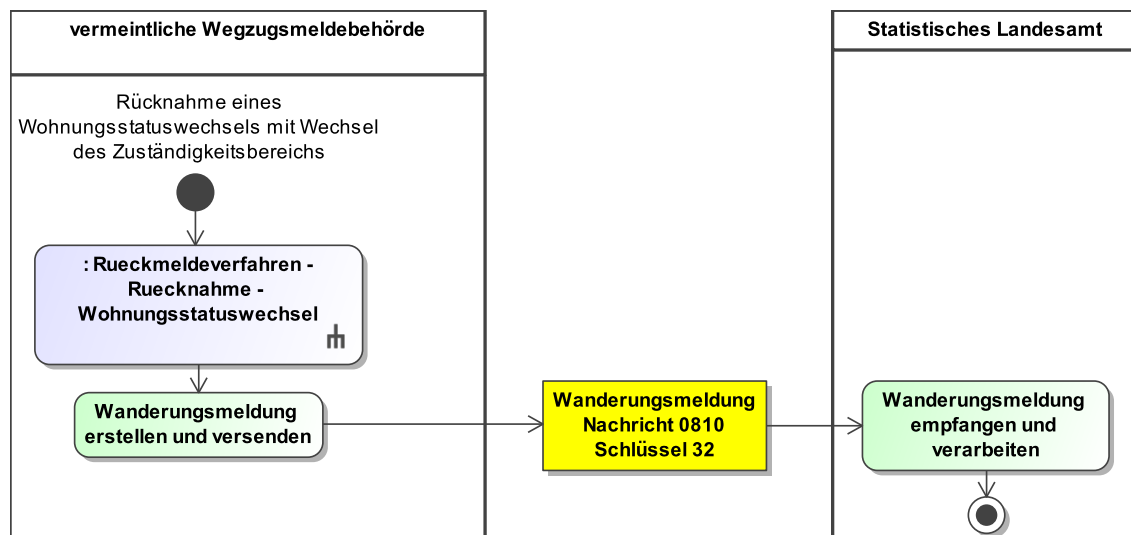 vermeintliche Wegzugsmeldebehörde
Statistisches Landesamt
Rücknahme eines
Wohnungsstatuswechsels mit Wechsel
des Zuständigkeitsbereichs
: Rueckmeldeverfahren -
Ruecknahme -
Wohnungsstatuswechsel
Wanderungsmeldung
erstellen und versenden
Wanderungsmeldung
Nachricht 0810
Schlüssel 32
Wanderungsmeldung
empfangen und
verarbeiten